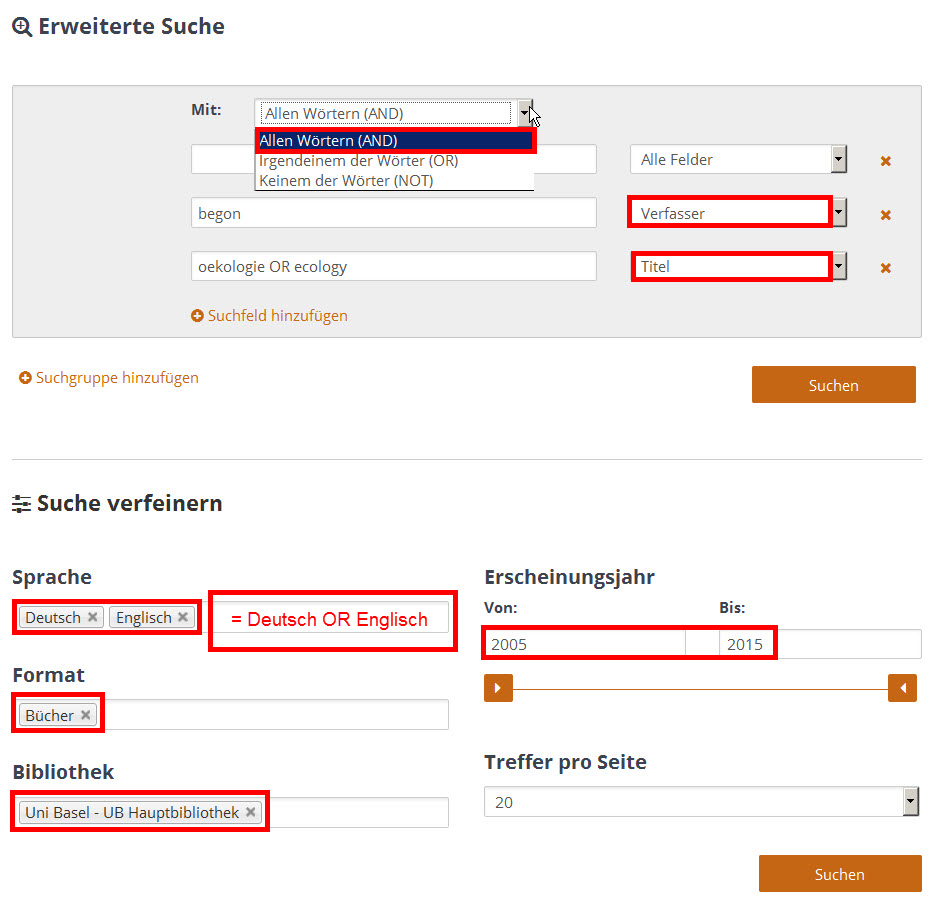 Erweiterte Suche
Mit:
Allen Wörtern (AND)
Allen Wörtern (AND)
Irgendeinem der Wörter (OR)
Keinem der Wörter (NOT)
Alle Felder
begon
Verfasser
oekologie OR ecology
Titel
Suchfeld hinzufügen
Suchgruppe hinzufügen
Suchen
Suche verfeinern
Sprache
Deutsch
Englisch
= Deutsch OR Englisch
Format
Bücher
Bibliothek
Uni Basel - UB Hauptbibliothek
Erscheinungsjahr
Von:
Bis:
2005
2015
Treffer pro Seite
20
Suchen